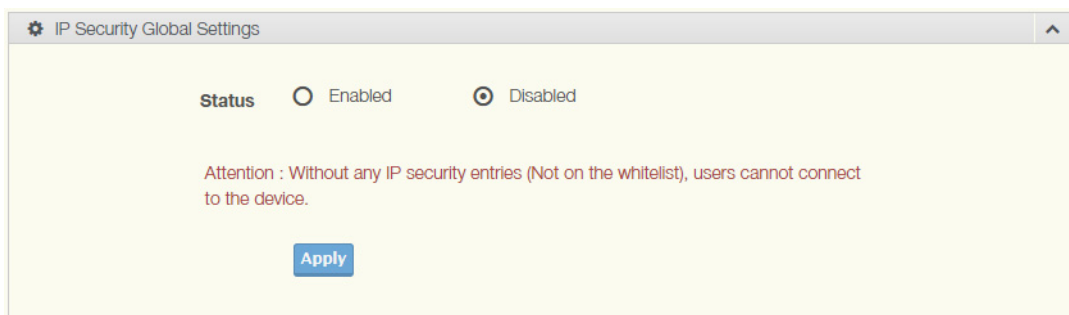 IP Security Global Settings
Status Enabled Disabled
Attention : Without any IP security entries (Not on the whitelist), users cannot connect
to the device.
Apply